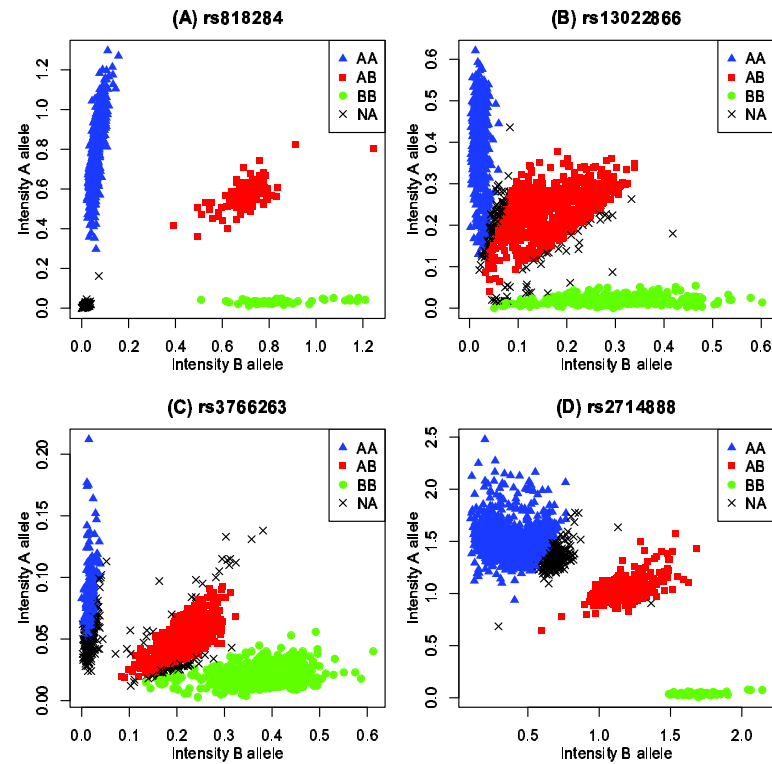 (A) rs818284
AA
AB
BB
NA
Intensity A allele
0.0 0.2 0.4 0.6 0.8 1.0 1.2
0.0 0.2 0.4 0.6 0.8 1.0 1.2
Intensity B allele
(B) rs13022866
AA
AB
BB
NA
Intensity A allele
0.0 0.1 0.2 0.3 0.4 0.5 0.6
0.0 0.1 0.2 0.3 0.4 0.5 0.6
Intensity B allele
(C) rs3766263
AA
AB
BB
NA
Intensity A allele
0.00 0.05 0.10 0.15 0.20
0.0 0.1 0.2 0.3 0.4 0.5 0.6
Intensity B allele
(D) rs2714888
AA
AB
BB
NA
Intensity A allele
0.0 0.5 1.0 1.5 2.0 2.5
0.5 1.0 1.5 2.0
Intensity B allele